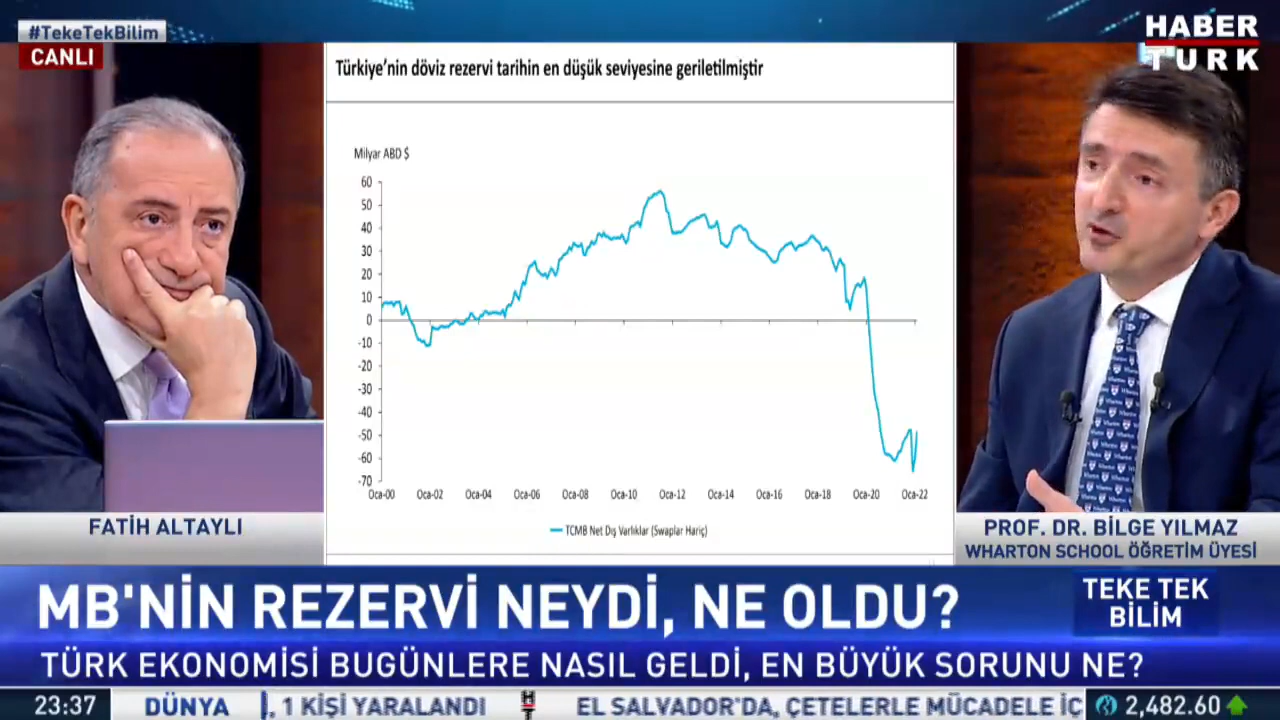 #TekeTekBilim
CANLI
HABER
TURK
Türkiye'nin döviz rezervi tarihin en düşük seviyesine geriletilmiştir
Milyar ABD $
60
50
40
30
20
10
0
-10
-20
-30
-40
-50
-60
-70
Oca-00 Oca-02 Oca-04 Oca-06 Oca-08 Oca-10 Oca-12 Oca-14 Oca-16 Oca-18 Oca-20 Oca-22
TCMB Net Dış Varlıklar (Swaplar Hariç)
Wharton
FATİH ALTAYLI
PROF. DR. BİLGE YILMAZ
WHARTON SCHOOL ÖĞRETİM ÜYESİ
MB'NİN REZERVİ NEYDİ, NE OLDU?
TEKE TEK
BİLİM
TÜRK EKONOMİSİ BUGÜNLERE NASIL GELDİ, EN BÜYÜK SORUNU NE?
23:37 DÜNYA 1 KİŞİ YARALANDI EL SALVADOR'DA, ÇETELERLE MÜCADELE İÇ 2,482.60